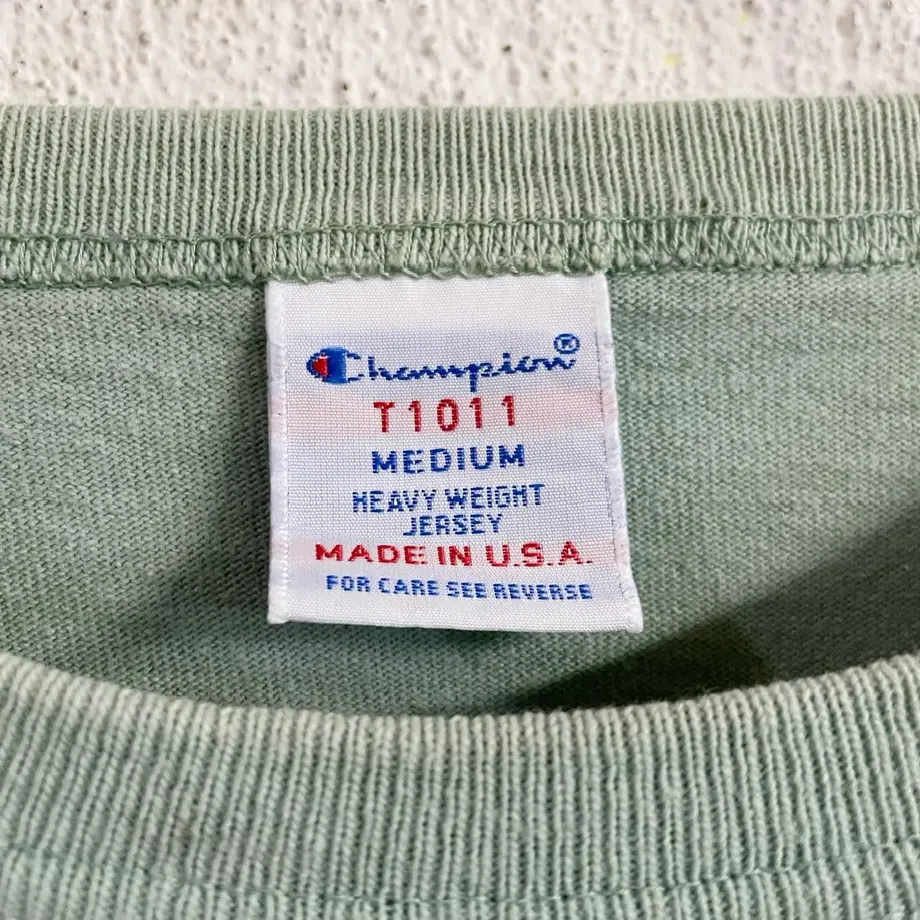 Champion®
T1011
MEDIUM
HEAVY WEIGHT
JERSEY
MADE IN U.S.A.
FOR CARE SEE REVERSE